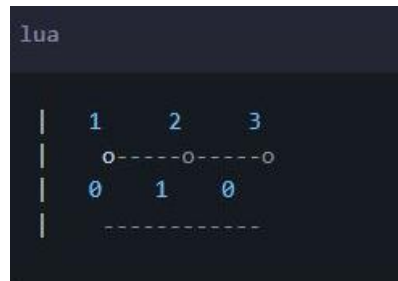 lua
|   1     2     3
|    o-----o-----o
|   0    1    0
|    ------------